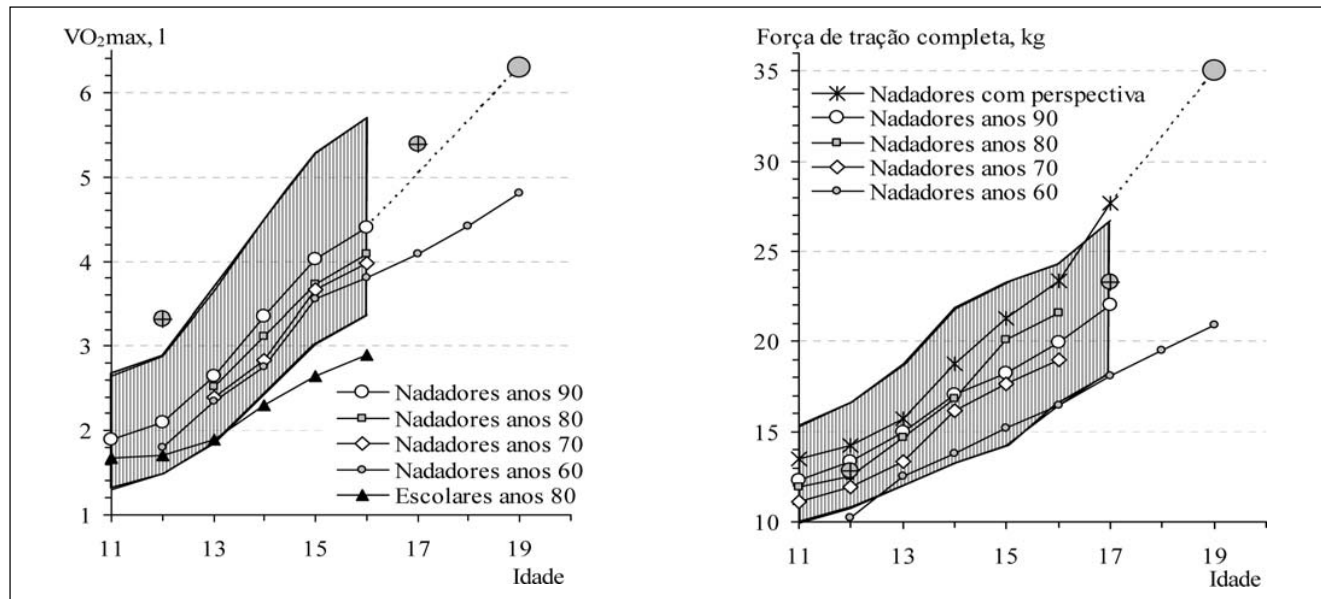 VO₂max, l
6
5
4
3
2
1
11 13 15 17 19
Idade
Nadadores anos 90
Nadadores anos 80
Nadadores anos 70
Nadadores anos 60
Escolares anos 80
Força de tração completa, kg
35
30
25
20
15
10
11 13 15 17 19
Idade
Nadadores com perspectiva
Nadadores anos 90
Nadadores anos 80
Nadadores anos 70
Nadadores anos 60